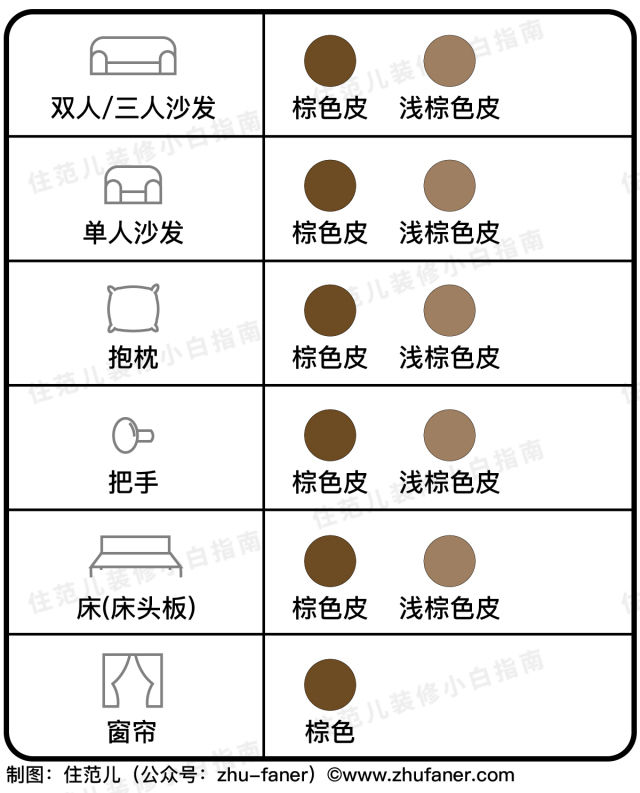 双人/三人沙发
棕色皮 浅棕色皮
单人沙发
棕色皮 浅棕色皮
抱枕
棕色皮 浅棕色皮
把手
棕色皮 浅棕色皮
床(床头板)
棕色皮 浅棕色皮
窗帘
棕色
制图：住范儿（公众号：zhu-faner）©www.zhufaner.com
住范儿装修小白指南